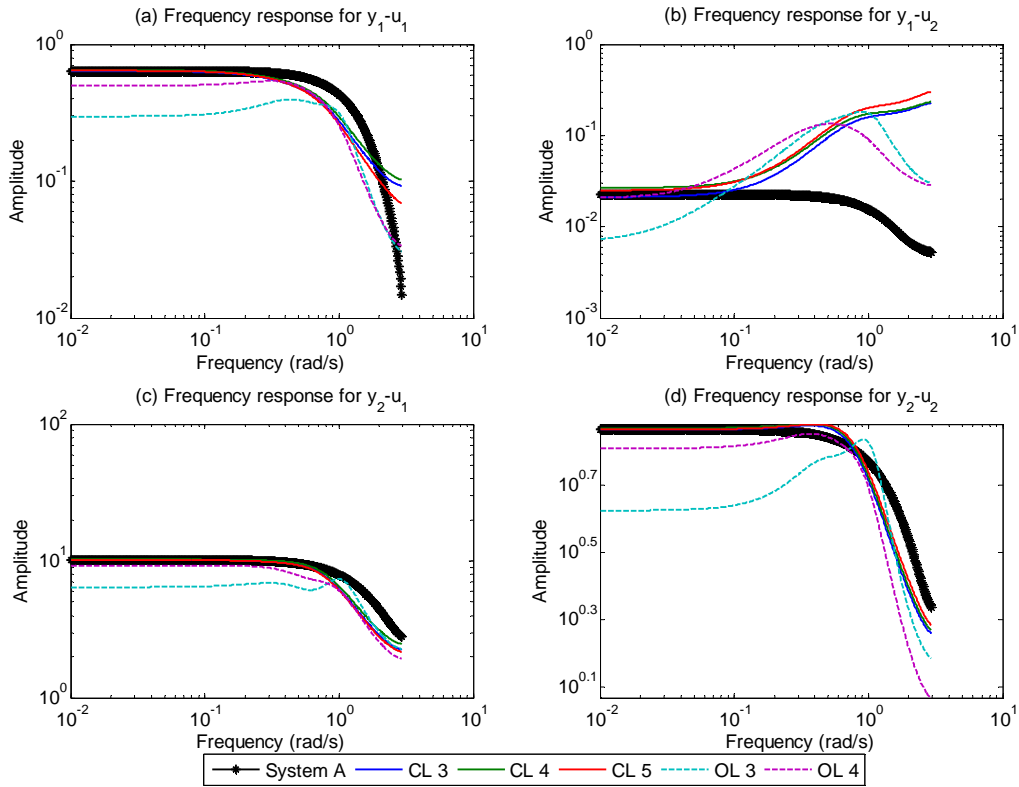 (a) Frequency response for y1-u1
10^0
10^-1
10^-2
Amplitude
10^-2 10^-1 10^0 10^1
Frequency (rad/s)
(b) Frequency response for y1-u2
10^0
10^-1
10^-2
10^-3
Amplitude
10^-2 10^-1 10^0 10^1
Frequency (rad/s)
(c) Frequency response for y2-u1
10^2
10^1
10^0
Amplitude
10^-2 10^-1 10^0 10^1
Frequency (rad/s)
(d) Frequency response for y2-u2
10^0.7
10^0.5
10^0.3
10^0.1
Amplitude
10^-2 10^-1 10^0 10^1
Frequency (rad/s)
System A CL 3 CL 4 CL 5 OL 3 OL 4